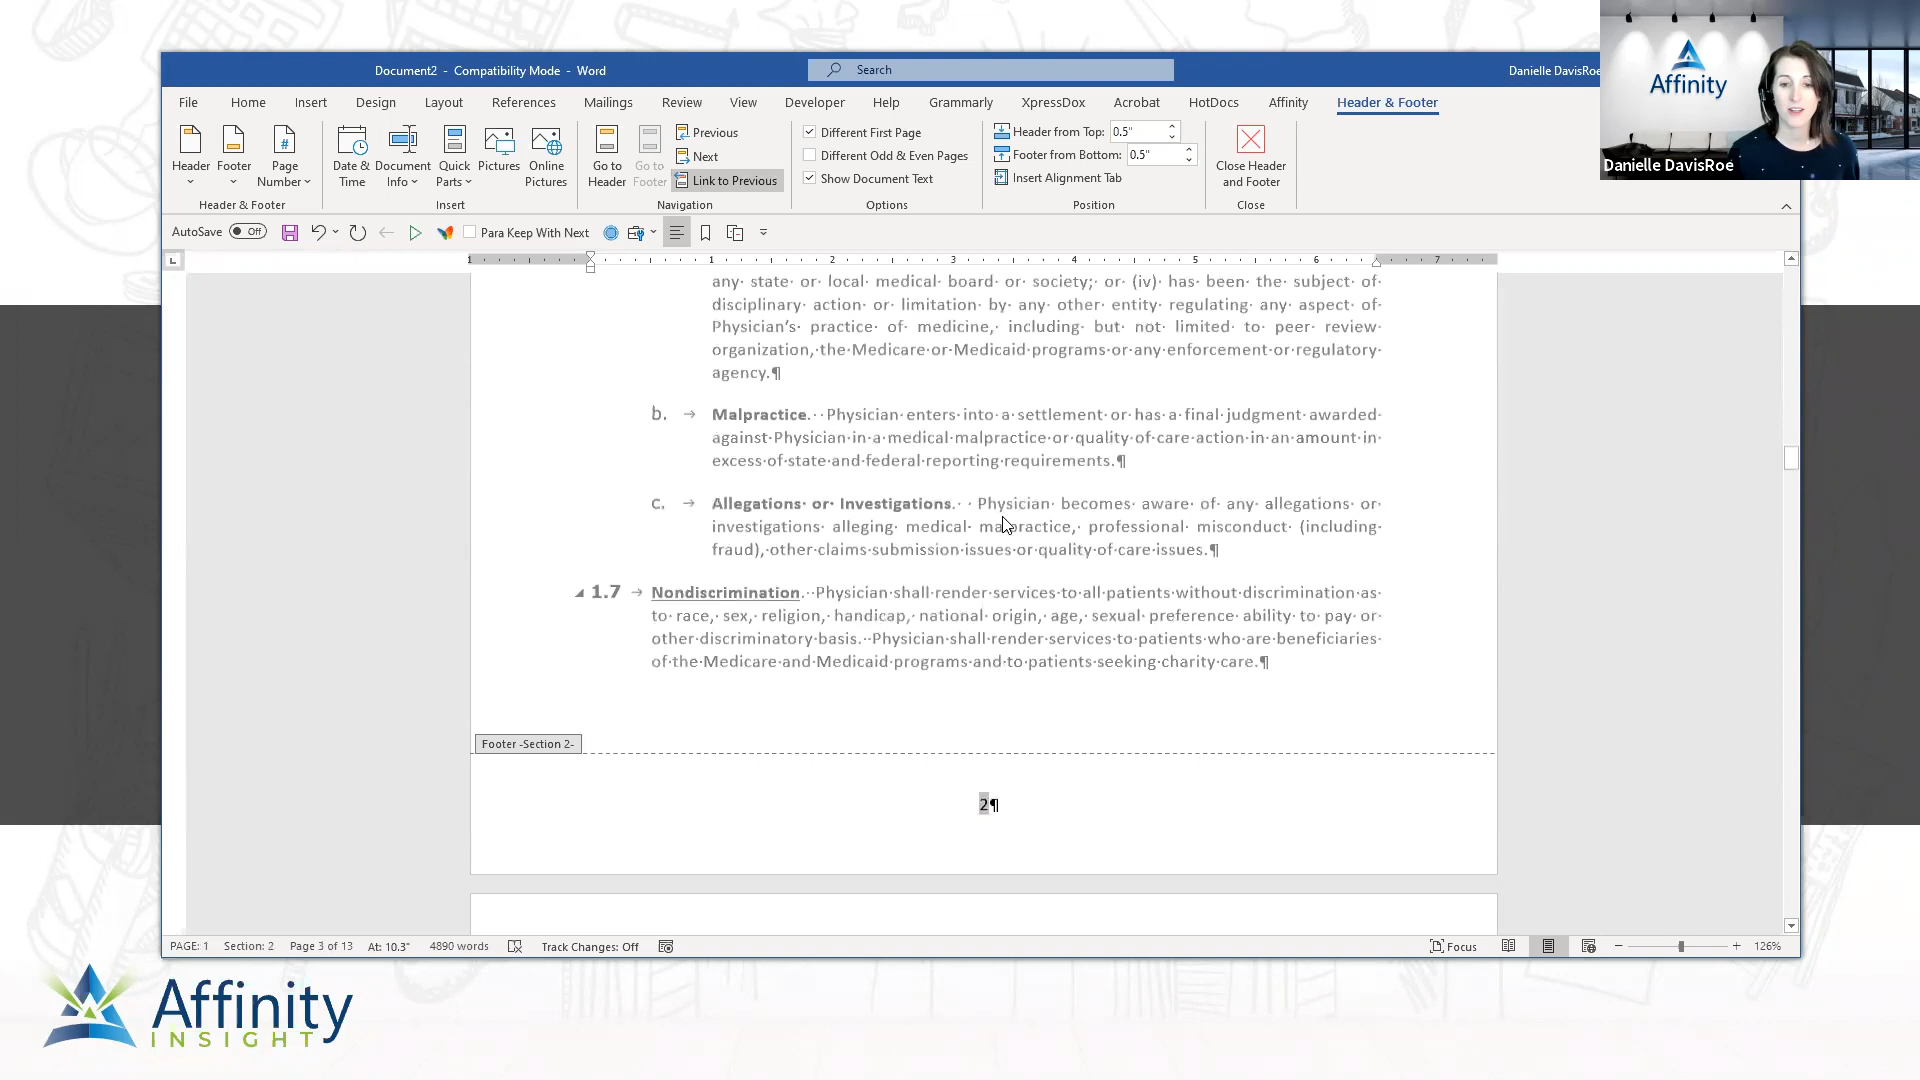 Document2 - Compatibility Mode - Word
Search
Danielle DavisRoe
Affinity
Danielle DavisRoe
File Home Insert Design Layout References Mailings Review View Developer Help Grammarly XpressDox Acrobat HotDocs Affinity Header & Footer
Header
Footer
Page Number
Header & Footer
Date & Time
Document Info
Quick Parts
Pictures
Online Pictures
Insert
Go to Header
Go to Footer
Previous
Next
Link to Previous
Navigation
Different First Page
Different Odd & Even Pages
Show Document Text
Options
Header from Top: 0.5"
Footer from Bottom: 0.5"
Insert Alignment Tab
Position
Close Header and Footer
Close
AutoSave Off
Para Keep With Next
1 1 2 3 4 5 6 7
any state or local medical board or society; or (iv) has been the subject of
disciplinary action or limitation by any other entity regulating any aspect of
Physician's practice of medicine, including but not limited to peer review
organization, the Medicare or Medicaid programs or any enforcement or regulatory
agency.¶
b. → Malpractice. Physician enters into a settlement or has a final judgment awarded
against Physician in a medical malpractice or quality of care action in an amount in
excess of state and federal reporting requirements.¶
c. → Allegations or Investigations. Physician becomes aware of any allegations or
investigations alleging medical malpractice, professional misconduct (including
fraud), other claims submission issues or quality of care issues.¶
1.7 → Nondiscrimination. Physician shall render services to all patients without discrimination as
to race, sex, religion, handicap, national origin, age, sexual preference ability to pay or
other discriminatory basis. Physician shall render services to patients who are beneficiaries
of the Medicare and Medicaid programs and to patients seeking charity care.¶
Footer -Section 2-
2¶
PAGE: 1 Section: 2 Page 3 of 13 At: 10.3" 4890 words Track Changes: Off Focus 126%
Affinity
INSIGHT